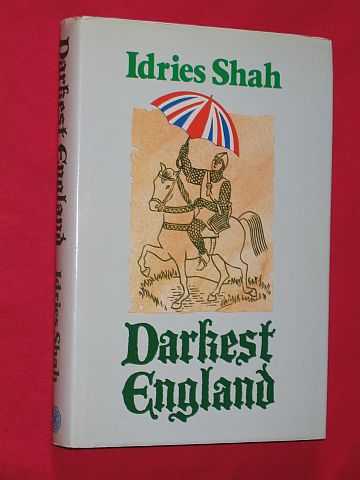 Idries Shah
Darkest
England
Darkest England
Idries Shah